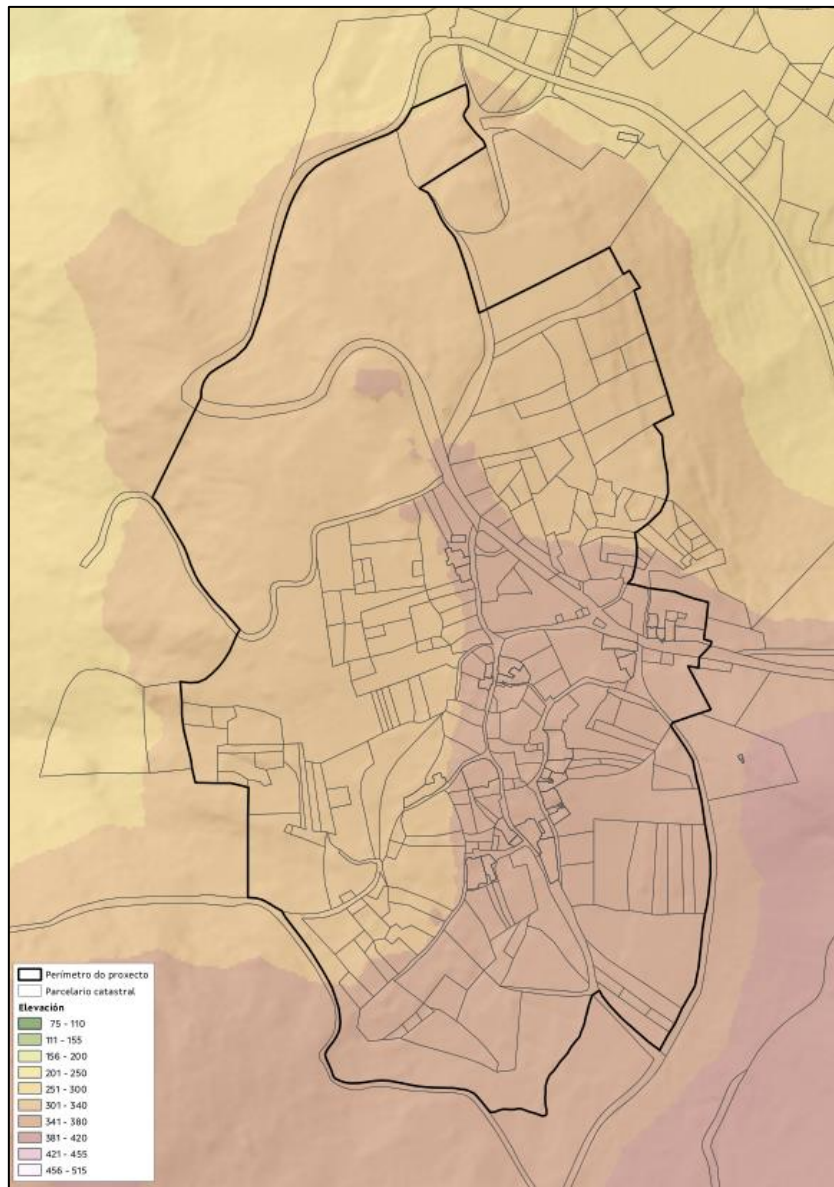 Perímetro do proxecto
Parcelario catastral
Elevación
75 - 110
111 - 155
156 - 200
201 - 250
251 - 300
301 - 340
341 - 380
381 - 420
421 - 455
456 - 515